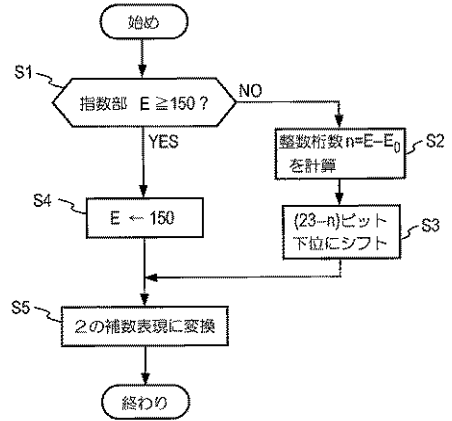 始め
S1
指数部 E≧150?
NO
YES
整数桁数n=E−E₀
を計算
S2
S4
E ← 150
(23−n)ビット
下位にシフト
S3
S5
2の補数表現に変換
終わり